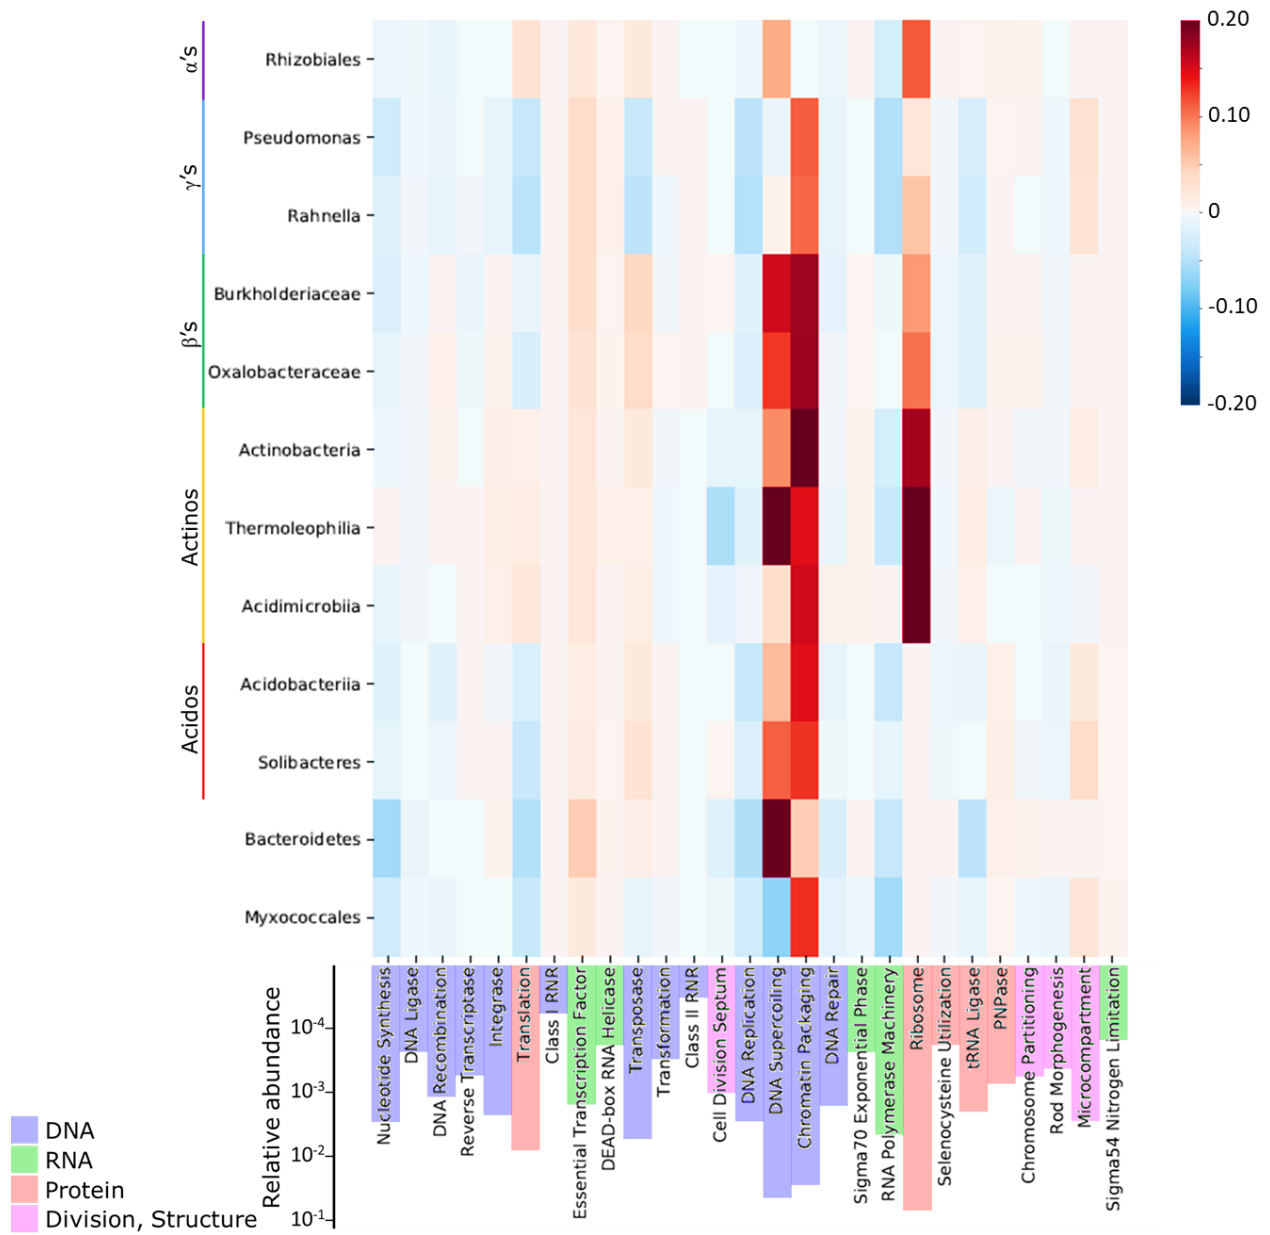 α's
γ's
β's
Actinos
Acidos
Rhizobiales
Pseudomonas
Rahnella
Burkholderiaceae
Oxalobacteraceae
Actinobacteria
Thermoleophilia
Acidimicrobiia
Acidobacteriia
Solibacteres
Bacteroidetes
Myxococcales
0.20
0.10
0
-0.10
-0.20
Nucleotide Synthesis
DNA Ligase
DNA Recombination
Reverse Transcriptase
Integrase
Translation
Class I RNR
Essential Transcription Factor
DEAD-box RNA Helicase
Transposase
Transformation
Class II RNR
Cell Division Septum
DNA Replication
DNA Supercoiling
Chromatin Packaging
DNA Repair
Sigma70 Exponential Phase
RNA Polymerase Machinery
Ribosome
Selenocysteine Utilization
tRNA Ligase
PNPase
Chromosome Partitioning
Rod Morphogenesis
Microcompartment
Sigma54 Nitrogen Limitation
Relative abundance
10-4
10-3
10-2
10-1
DNA
RNA
Protein
Division, Structure